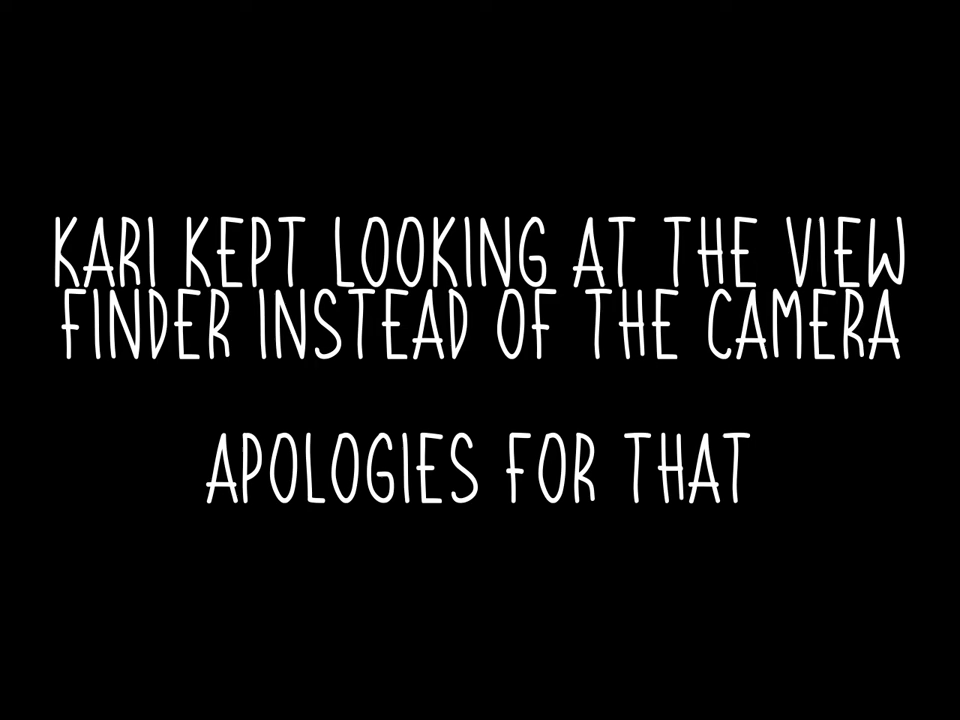 KARI KEPT LOOKING AT THE VIEW
FINDER INSTEAD OF THE CAMERA
APOLOGIES FOR THAT